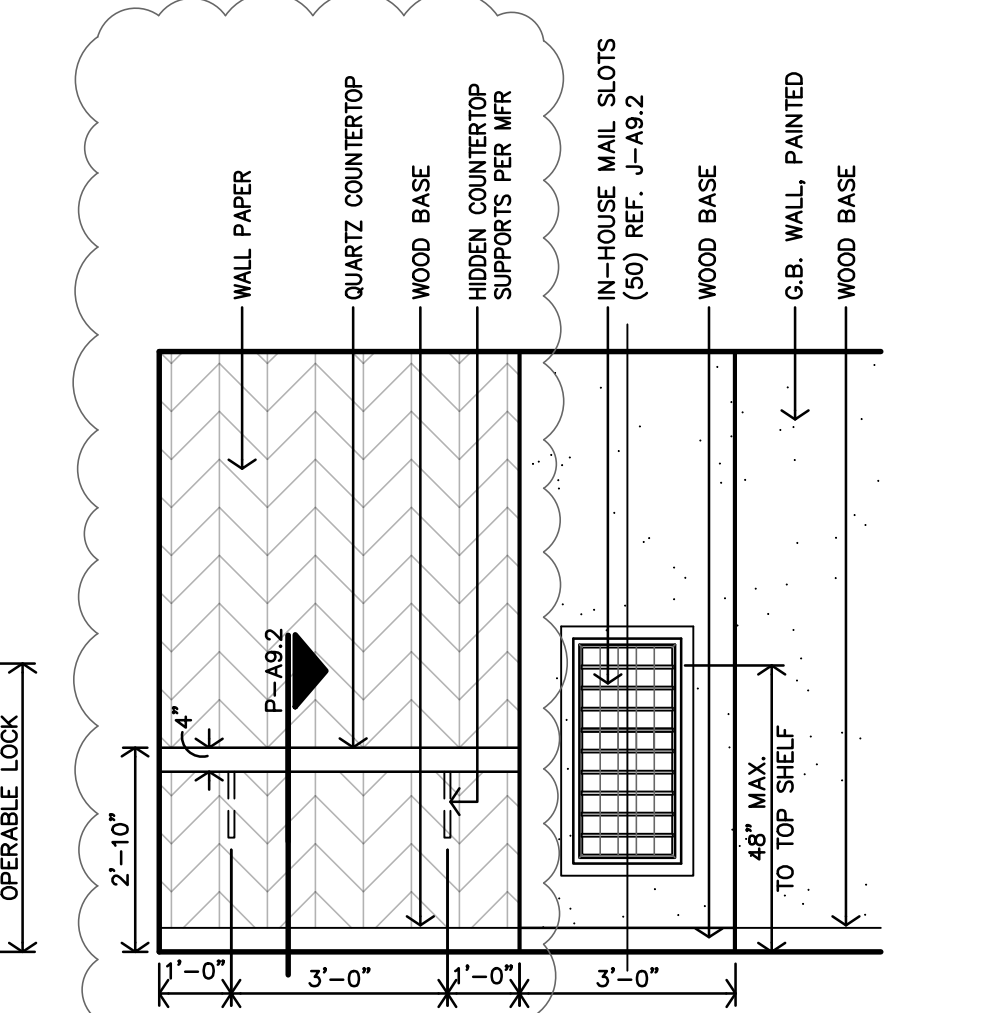 WALL PAPER
QUARTZ COUNTERTOP
WOOD BASE
HIDDEN COUNTERTOP
SUPPORTS PER MFR
IN-HOUSE MAIL SLOTS
(50) REF. J-A9.2
WOOD BASE
G.B. WALL, PAINTED
WOOD BASE
OPERABLE LOCK
P-A9.2
4"
2'-10"
48" MAX.
TO TOP SHELF
1'-0"
3'-0"
1'-0"
3'-0"